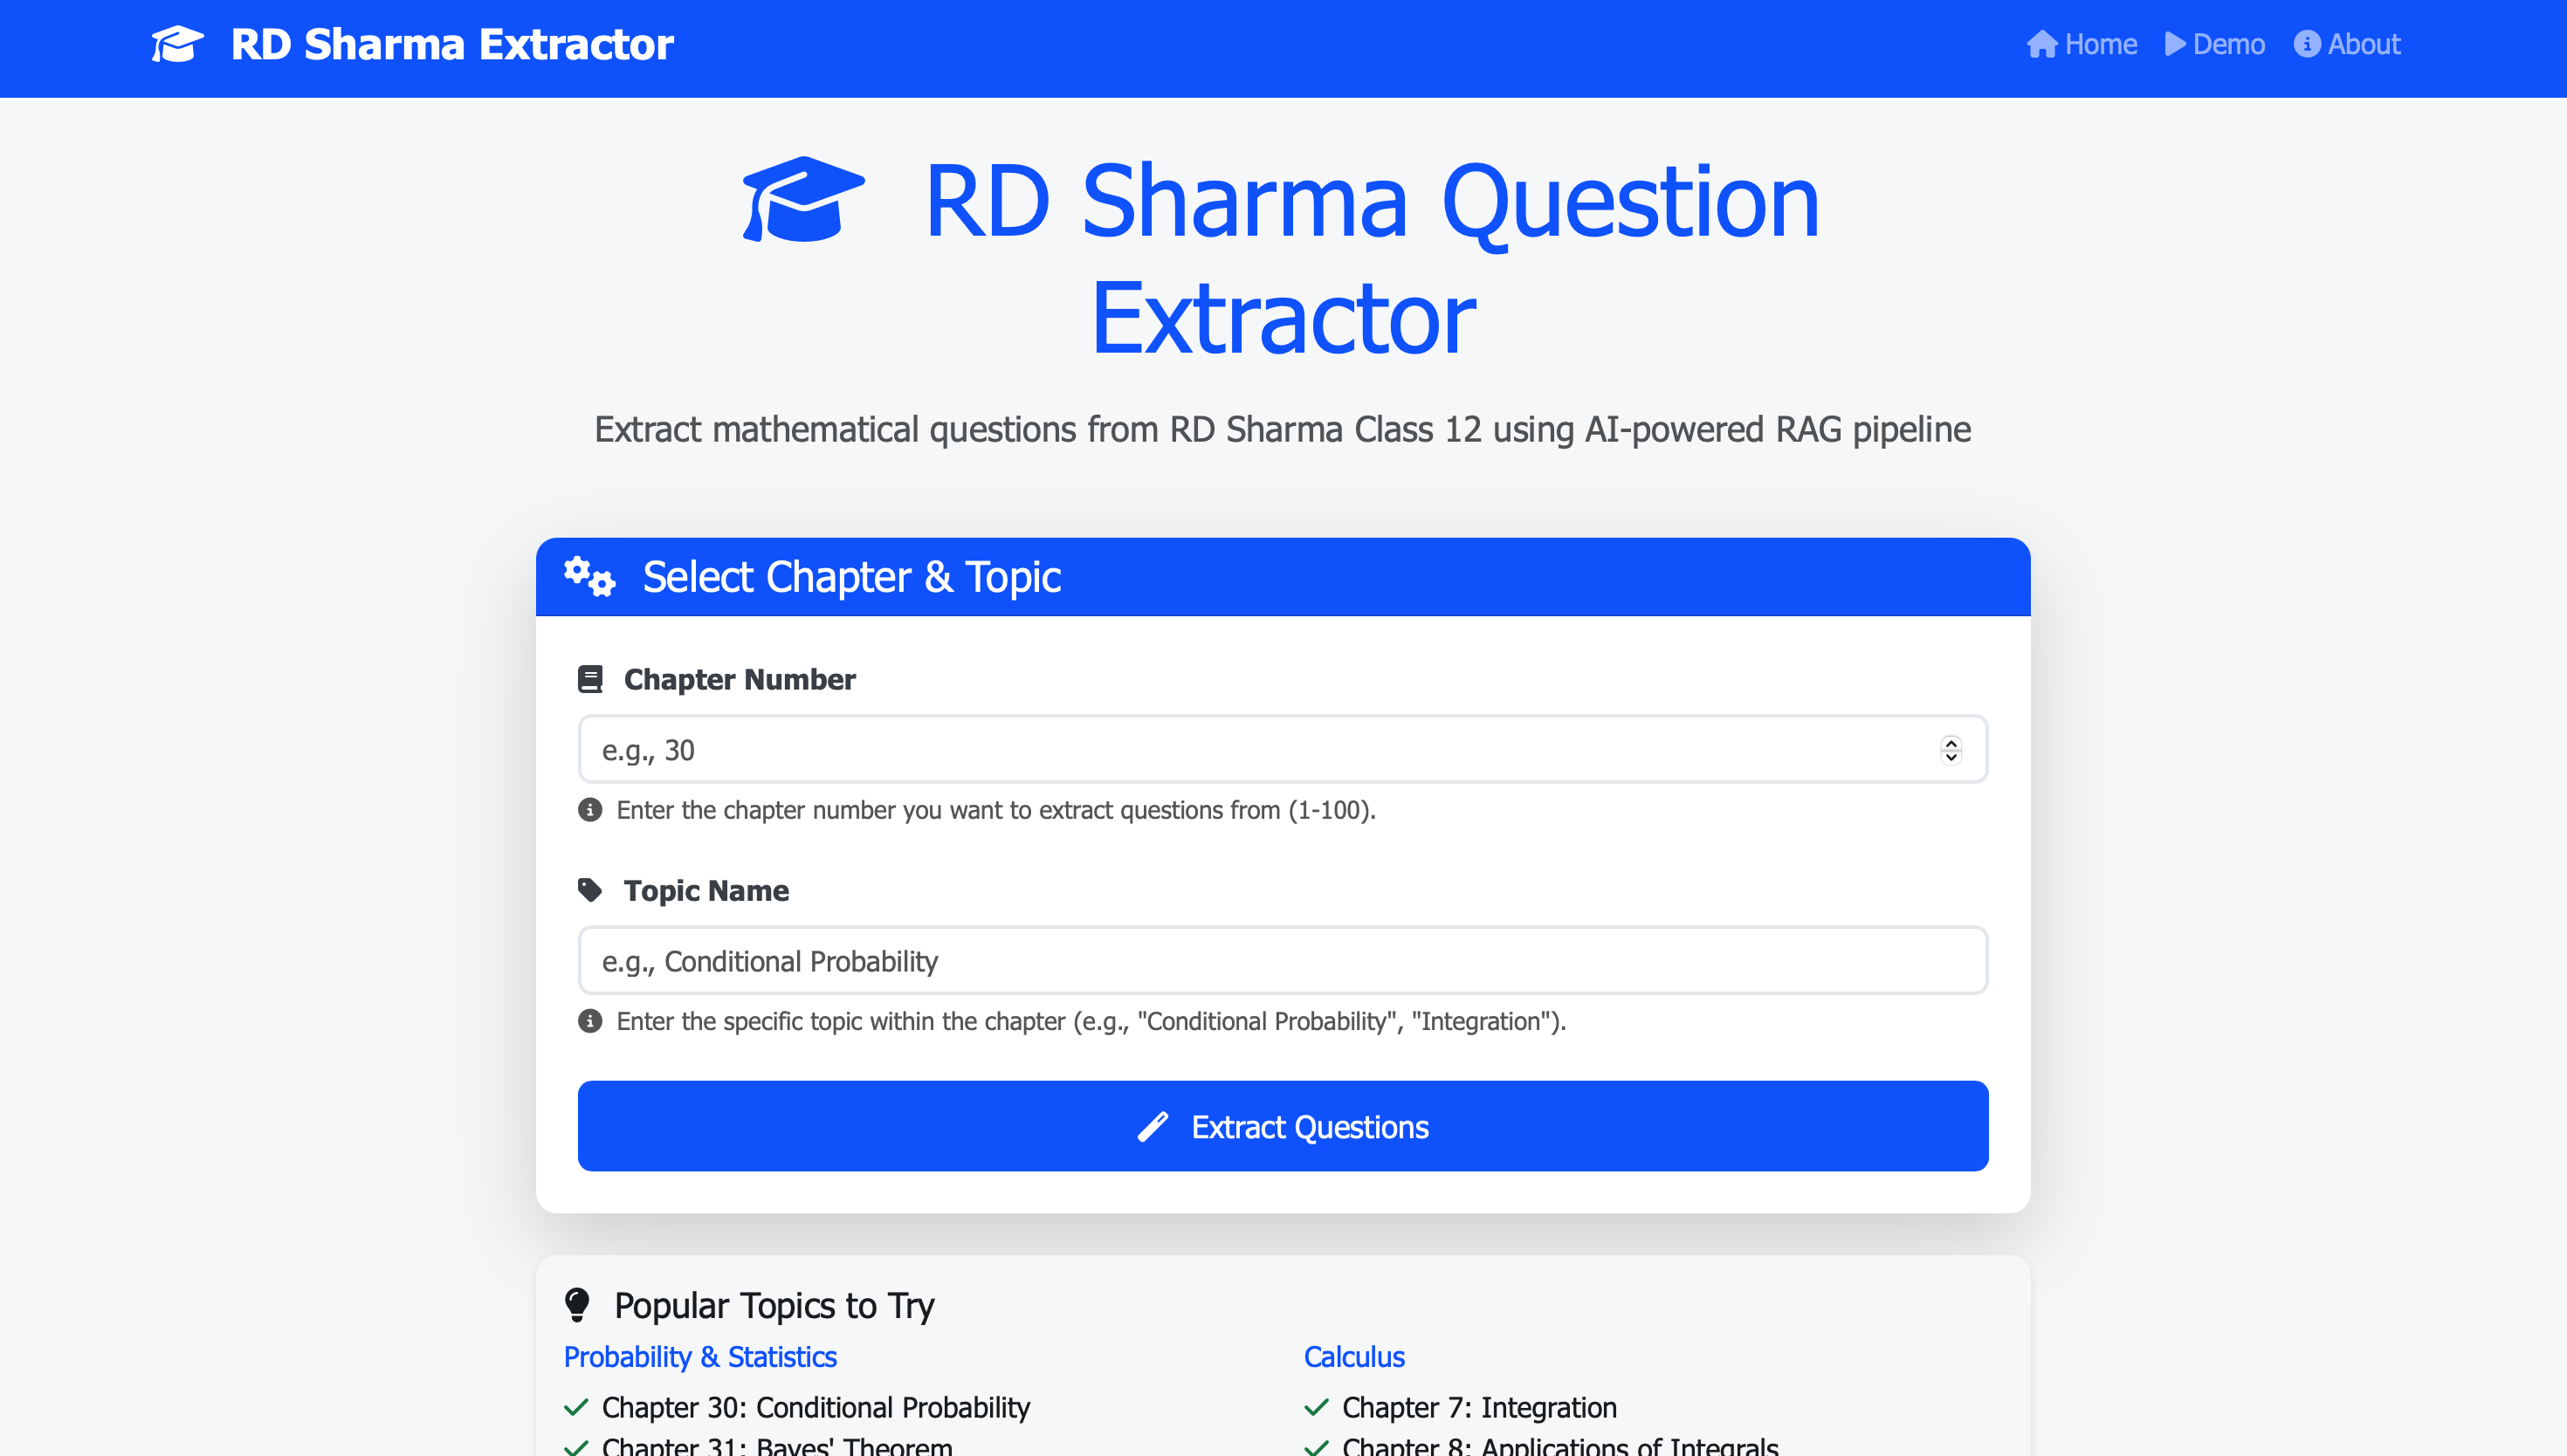 RD Sharma Extractor
Home
Demo
About
RD Sharma Question
Extractor
Extract mathematical questions from RD Sharma Class 12 using AI-powered RAG pipeline
Select Chapter & Topic
Chapter Number
e.g., 30
Enter the chapter number you want to extract questions from (1-100).
Topic Name
e.g., Conditional Probability
Enter the specific topic within the chapter (e.g., "Conditional Probability", "Integration").
Extract Questions
Popular Topics to Try
Probability & Statistics
Chapter 30: Conditional Probability
Chapter 31: Bayes' Theorem
Calculus
Chapter 7: Integration
Chapter 8: Applications of Integrals